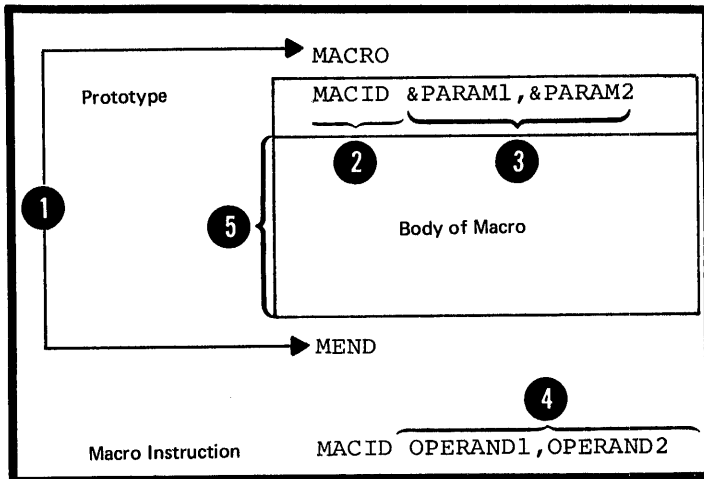 MACRO
Prototype MACID &PARAM1,&PARAM2
2 3
1
5 Body of Macro
MEND
4
Macro Instruction MACID OPERAND1,OPERAND2